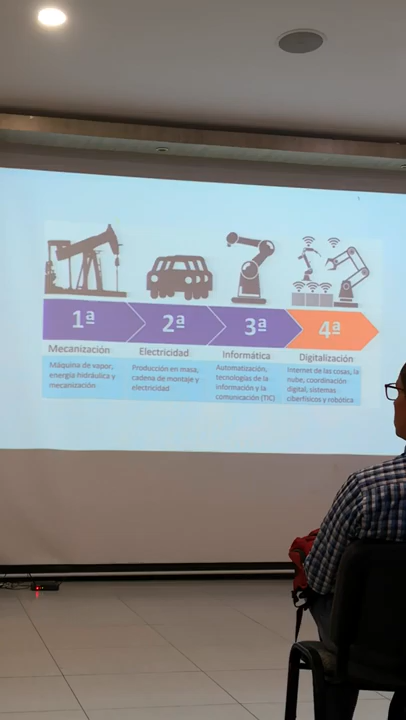 1ª
2ª
3ª
4ª
Mecanización
Electricidad
Informática
Digitalización
Máquina de vapor,
energía hidráulica y
mecanización
Producción en masa,
cadena de montaje y
electricidad
Automatización,
tecnologías de la
información y la
comunicación (TIC)
Internet de las cosas, la
nube, coordinación
digital, sistemas
ciberfísicos y robótica